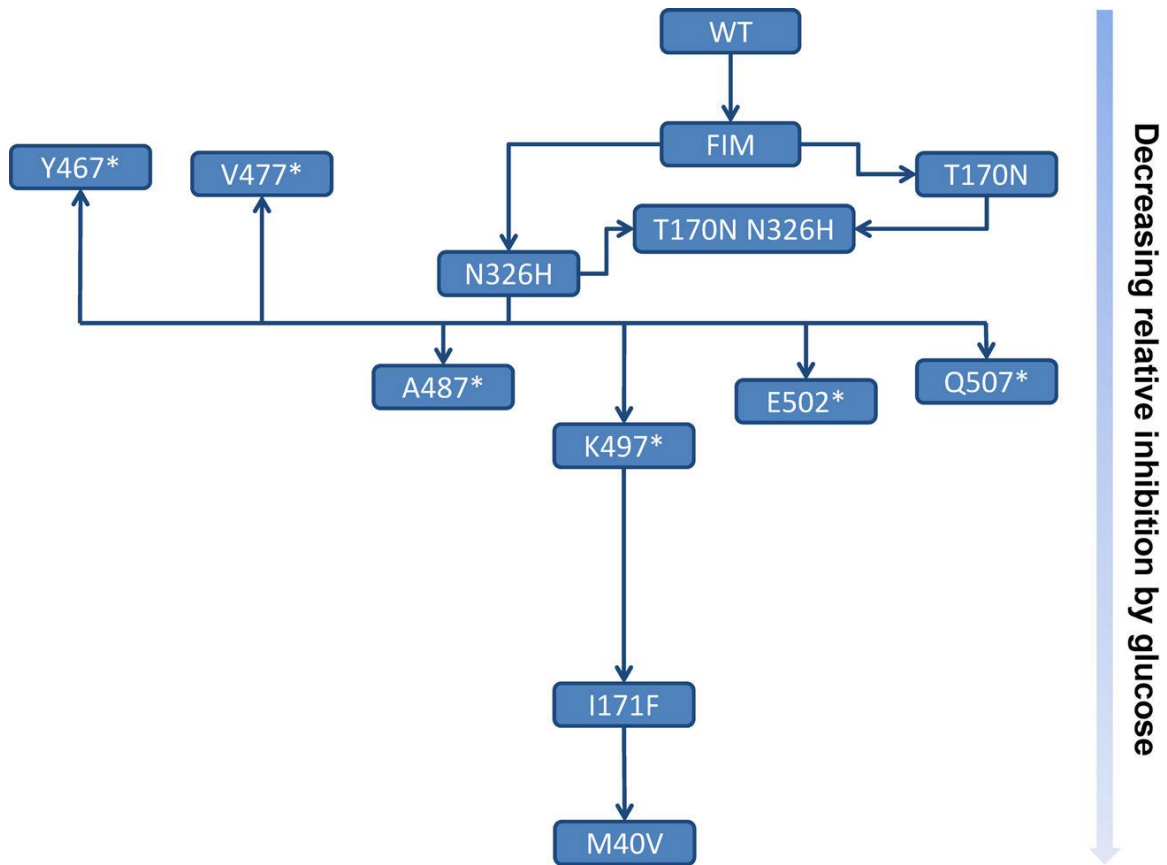 WT
FIM
Y467*
V477*
T170N
T170N N326H
N326H
A487*
E502*
Q507*
K497*
I171F
M40V
Decreasing relative inhibition by glucose